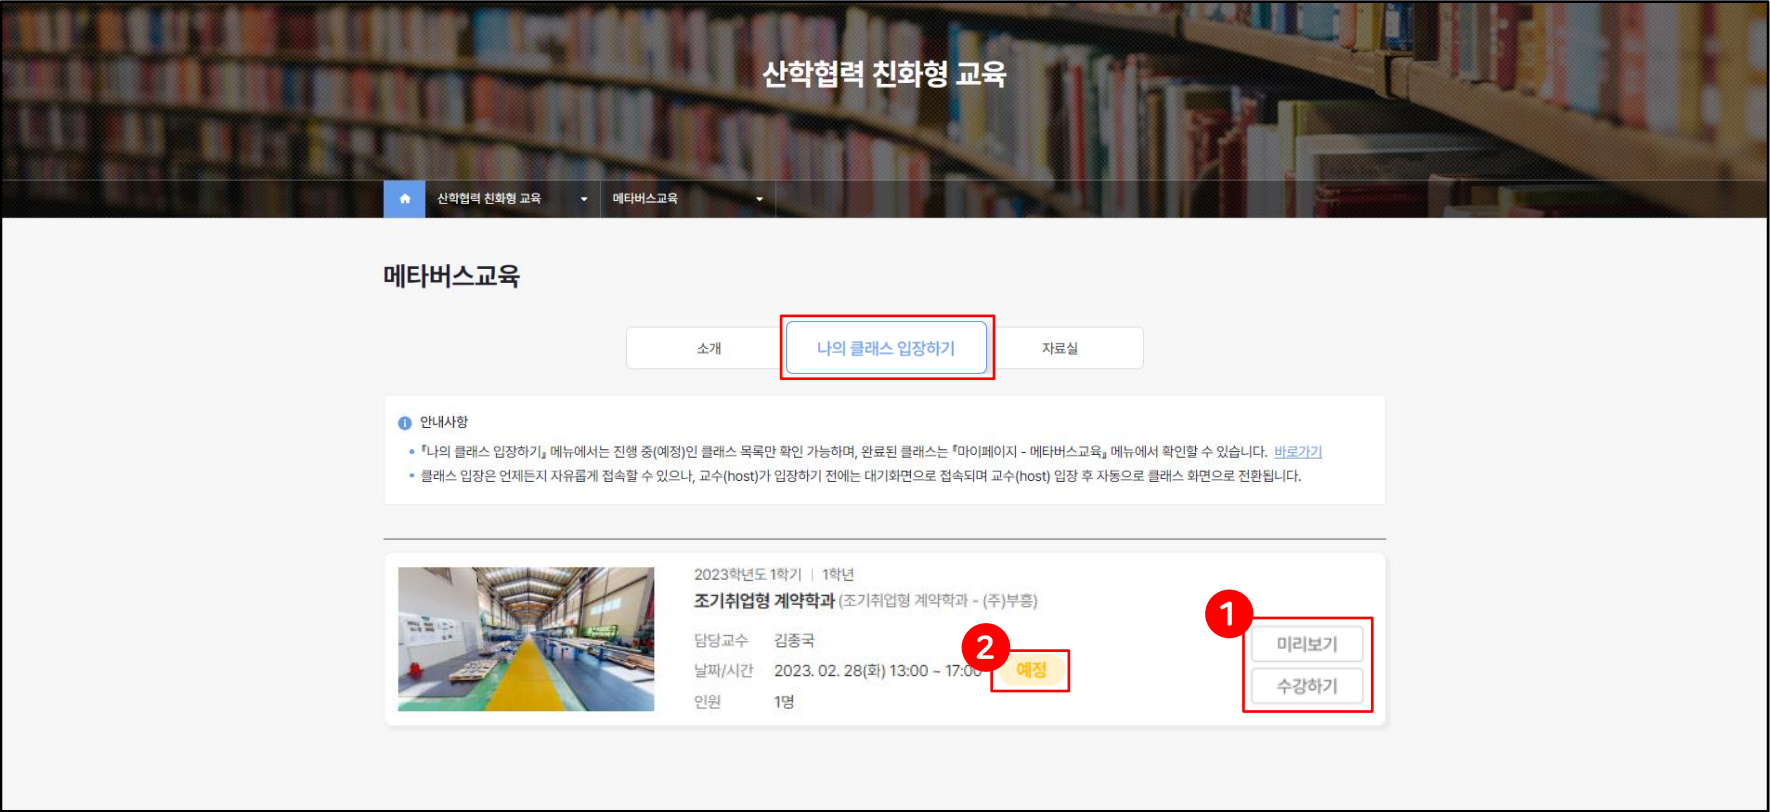 산학협력 친화형 교육
산학협력 친화형 교육 메타버스교육
메타버스교육
소개 나의 클래스 입장하기 자료실
안내사항
『나의 클래스 입장하기』 메뉴에서는 진행 중(예정)인 클래스 목록만 확인 가능하며, 완료된 클래스는 『마이페이지 - 메타버스교육』 메뉴에서 확인할 수 있습니다. 바로가기
클래스 입장은 언제든지 자유롭게 접속할 수 있으나, 교수(host)가 입장하기 전에는 대기화면으로 접속되며 교수(host) 입장 후 자동으로 클래스 화면으로 전환됩니다.
2023학년도 1학기 | 1학년
조기취업형 계약학과 (조기취업형 계약학과 - (주)부흥)
1
미리보기
담당교수 김종국
2
날짜/시간 2023. 02. 28(화) 13:00 ~ 17:00 예정
수강하기
인원 1명